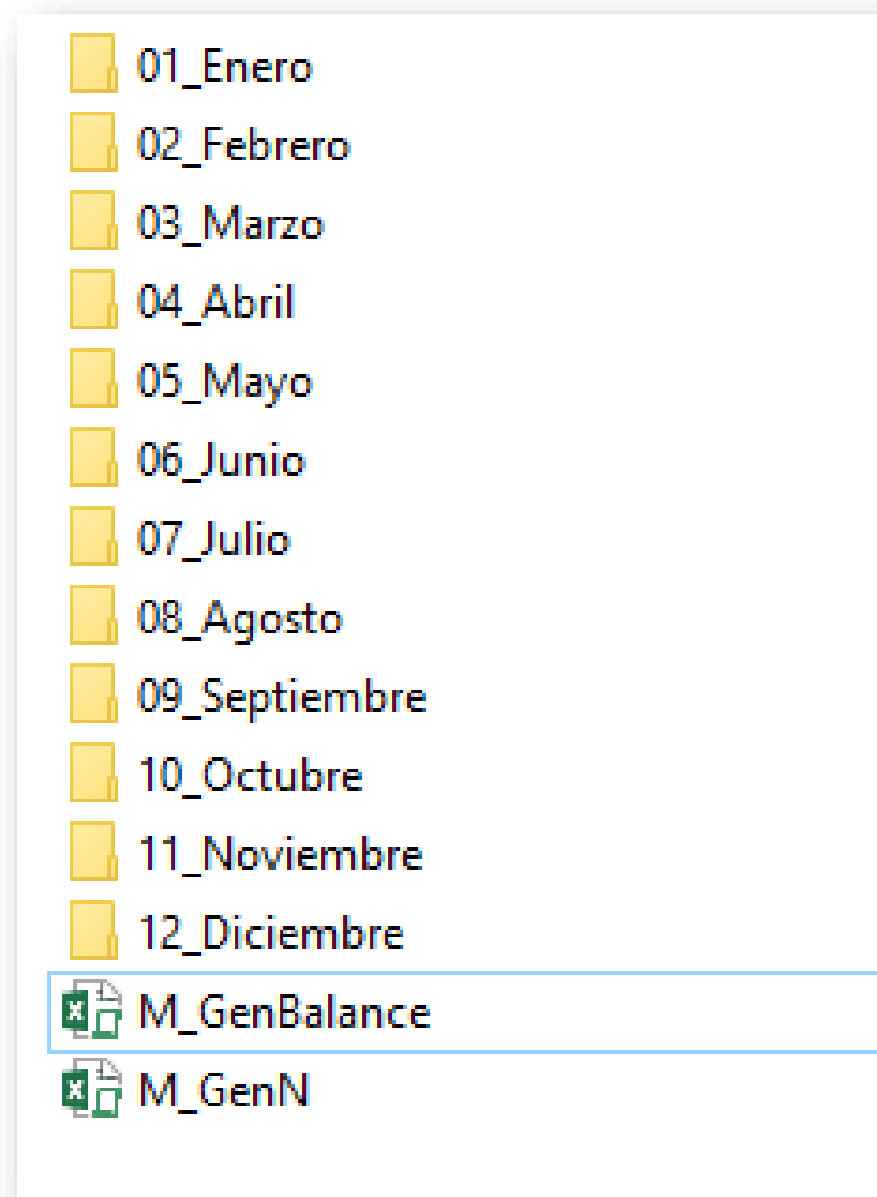 01_Enero
02_Febrero
03_Marzo
04_Abril
05_Mayo
06_Junio
07_Julio
08_Agosto
09_Septiembre
10_Octubre
11_Noviembre
12_Diciembre
M_GenBalance
M_GenN